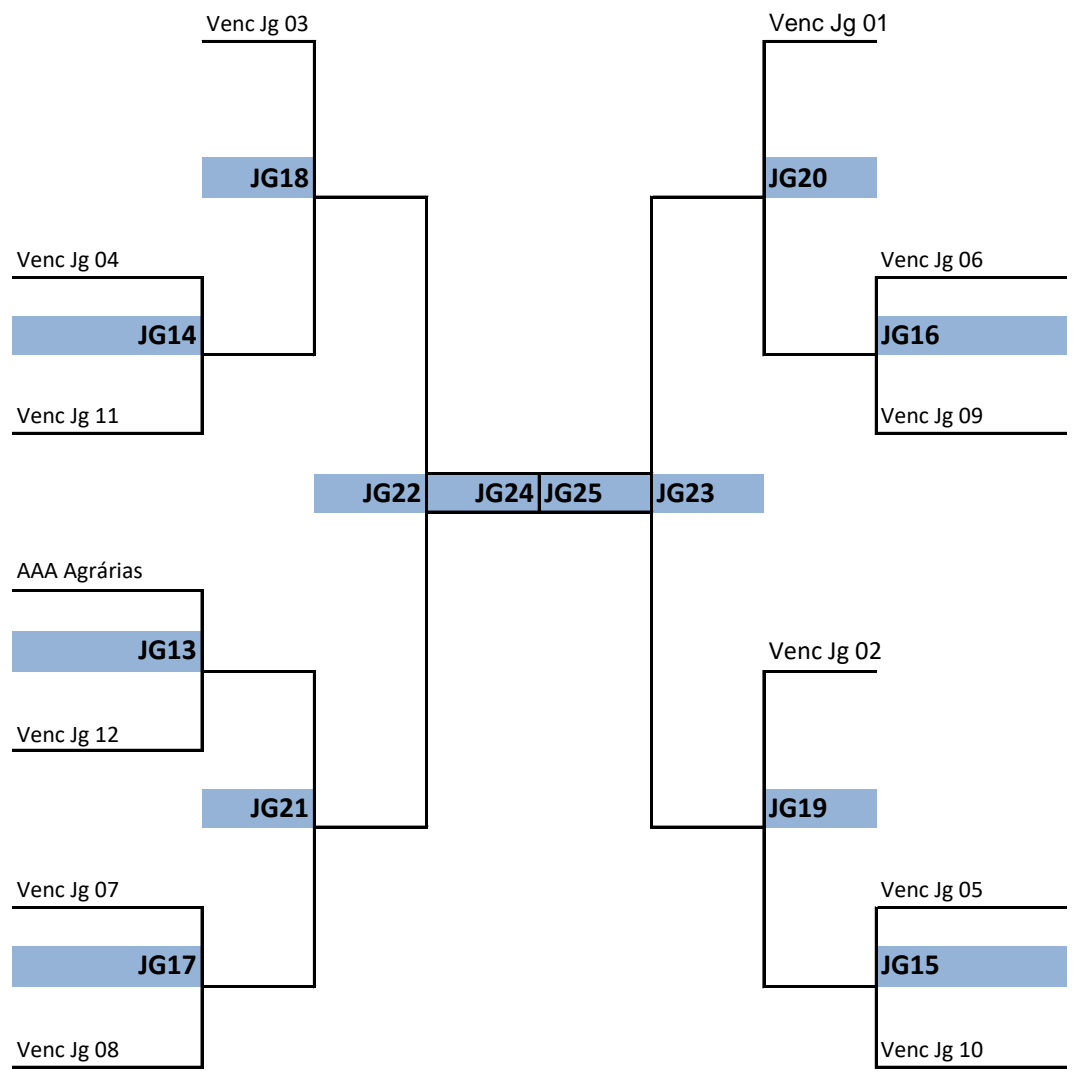 Venc Jg 03
Venc Jg 01
JG18
JG20
Venc Jg 04
Venc Jg 06
JG14
JG16
Venc Jg 11
Venc Jg 09
JG22
JG24
JG25
JG23
AAA Agrárias
JG13
Venc Jg 02
Venc Jg 12
JG21
JG19
Venc Jg 07
Venc Jg 05
JG17
JG15
Venc Jg 08
Venc Jg 10